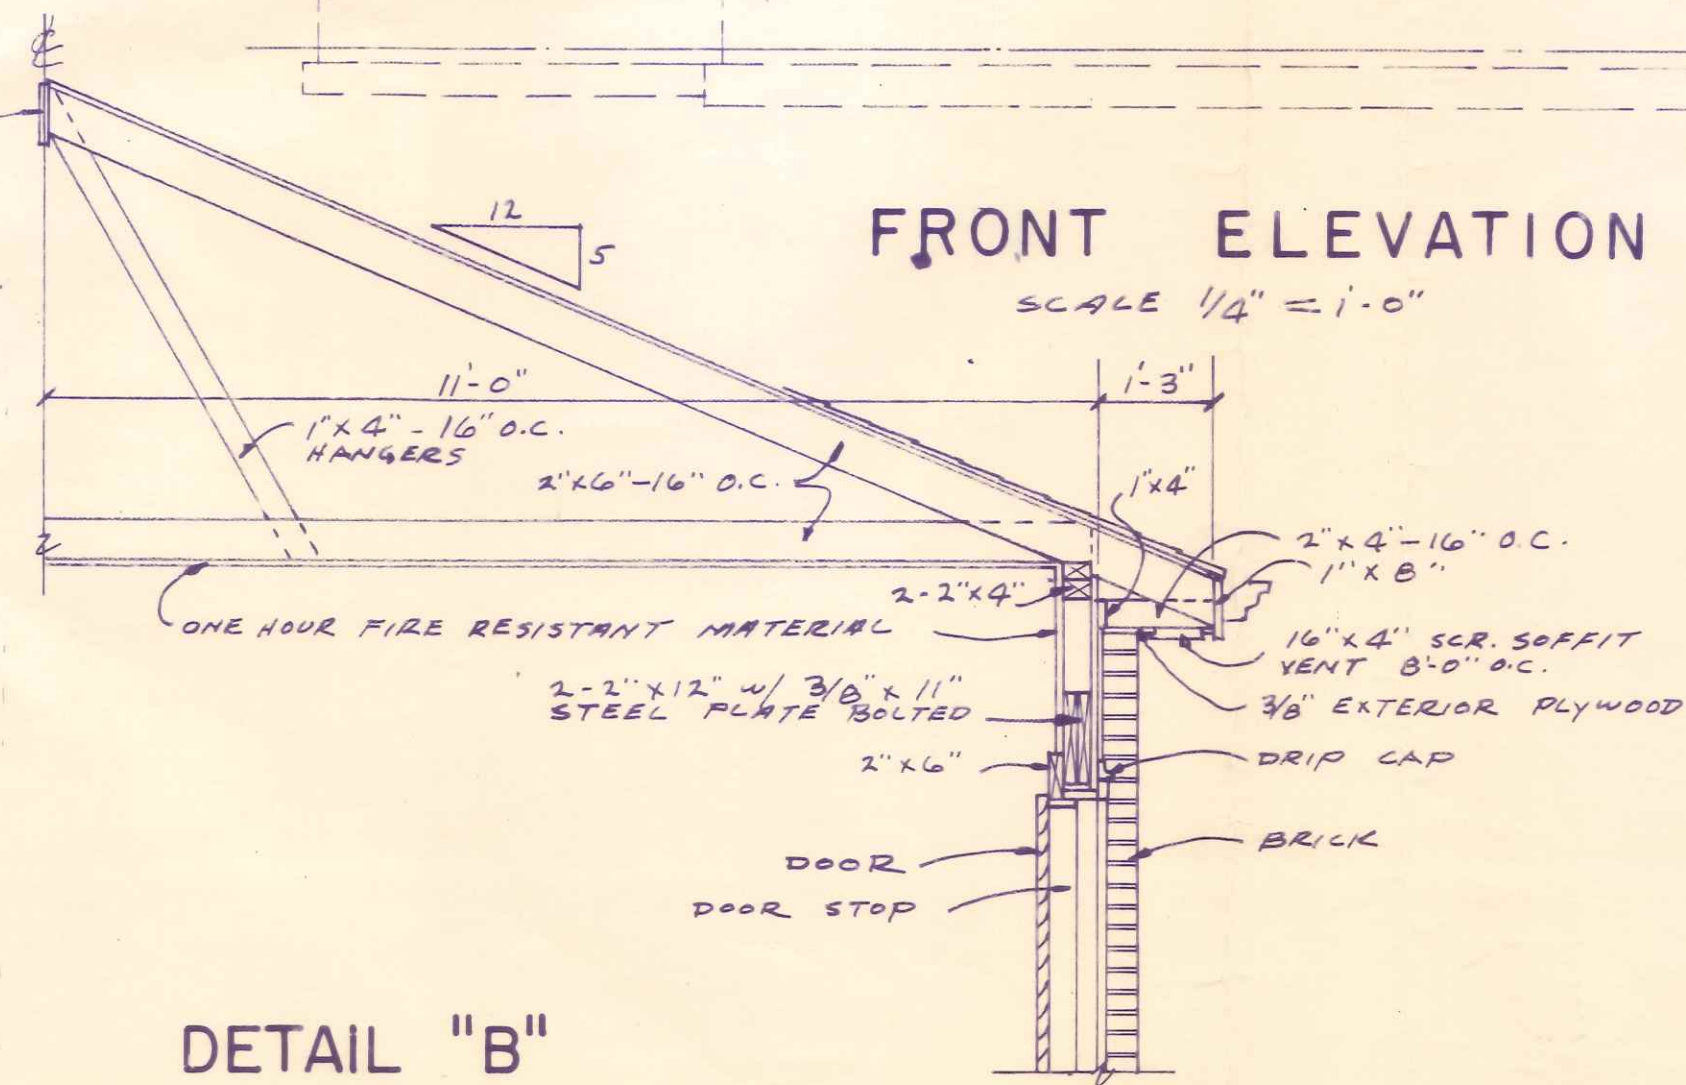 ℄
12
5
FRONT ELEVATION
SCALE 1/4" = 1'-0"
11'-0"
1'-3"
1"x4" - 16" O.C.
HANGERS
2"x6"-16" O.C.
1"x4"
2"x4"-16" O.C.
1"x8"
2-2"x4"
ONE HOUR FIRE RESISTANT MATERIAL
16"x4" SCR. SOFFIT
VENT 8'-0" O.C.
2-2"x12" w/ 3/8"x11"
STEEL PLATE BOLTED
3/8" EXTERIOR PLYWOOD
2"x6"
DRIP CAP
BRICK
DOOR
DOOR STOP
DETAIL "B"